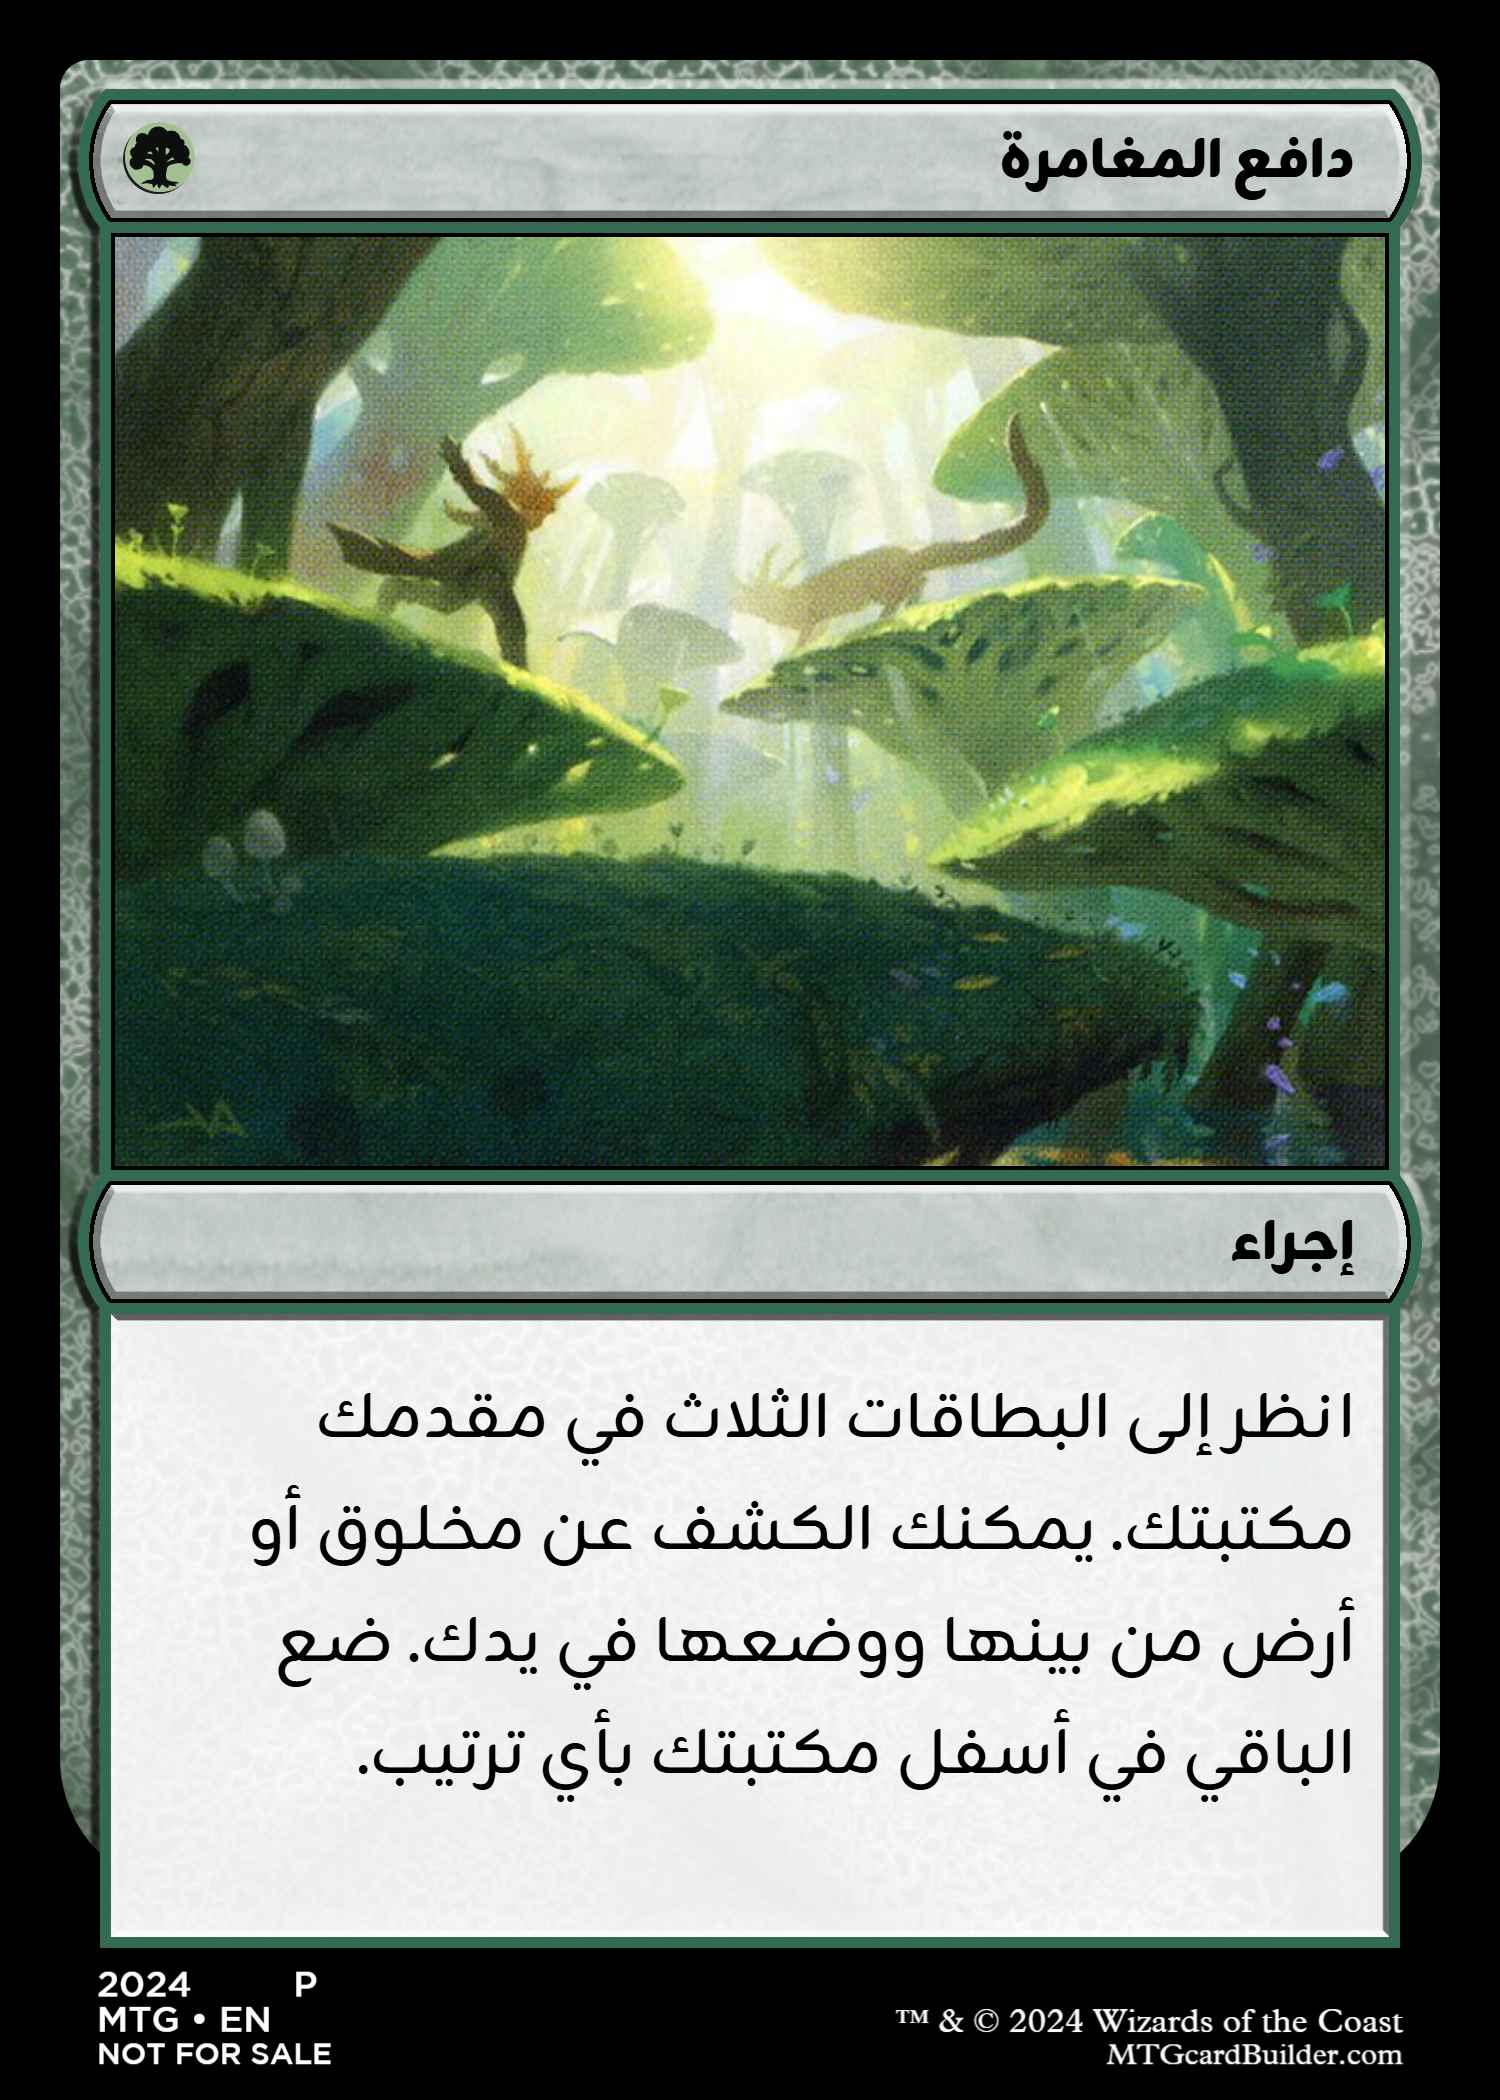 دافع المغامرة
إجراء
انظر إلى البطاقات الثلاث في مقدمك
مكتبتك. يمكنك الكشف عن مخلوق أو
أرض من بينها ووضعها في يدك. ضع
الباقي في أسفل مكتبتك بأي ترتيب.
2024 P
MTG • EN
NOT FOR SALE
™ & © 2024 Wizards of the Coast
MTGcardBuilder.com